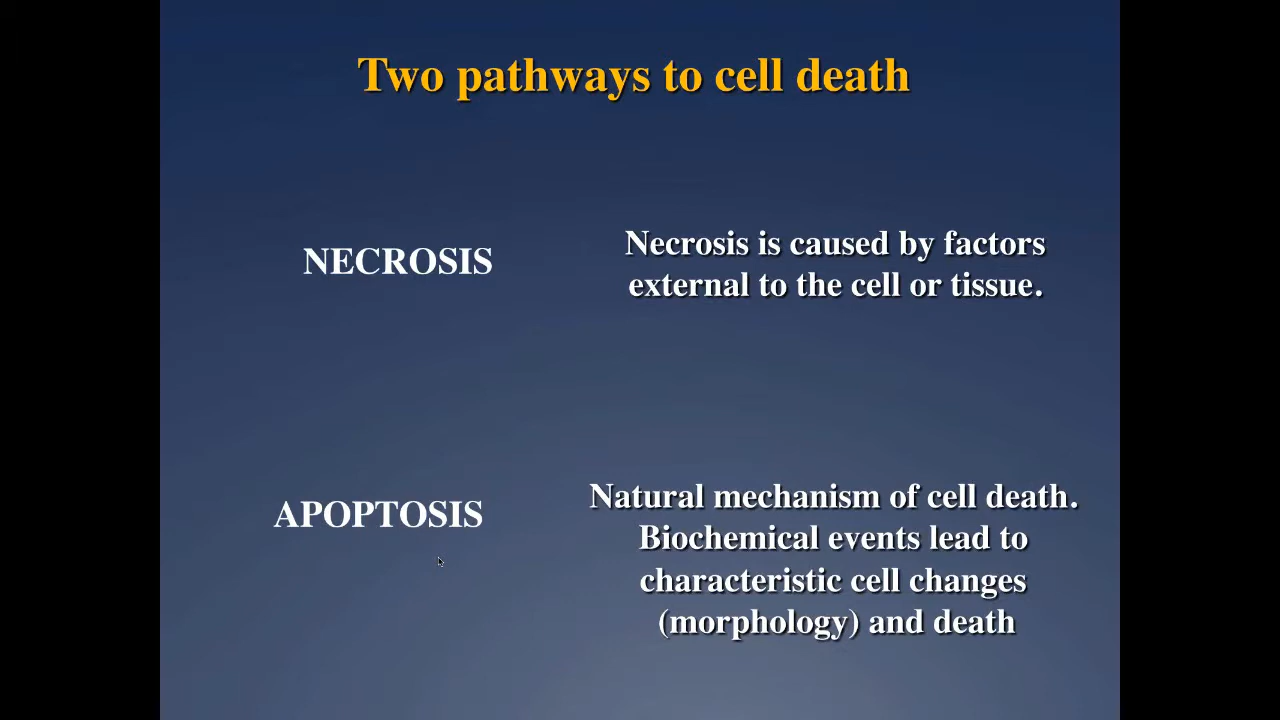 Two pathways to cell death
NECROSIS
Necrosis is caused by factors
external to the cell or tissue.
APOPTOSIS
Natural mechanism of cell death.
Biochemical events lead to
characteristic cell changes
(morphology) and death